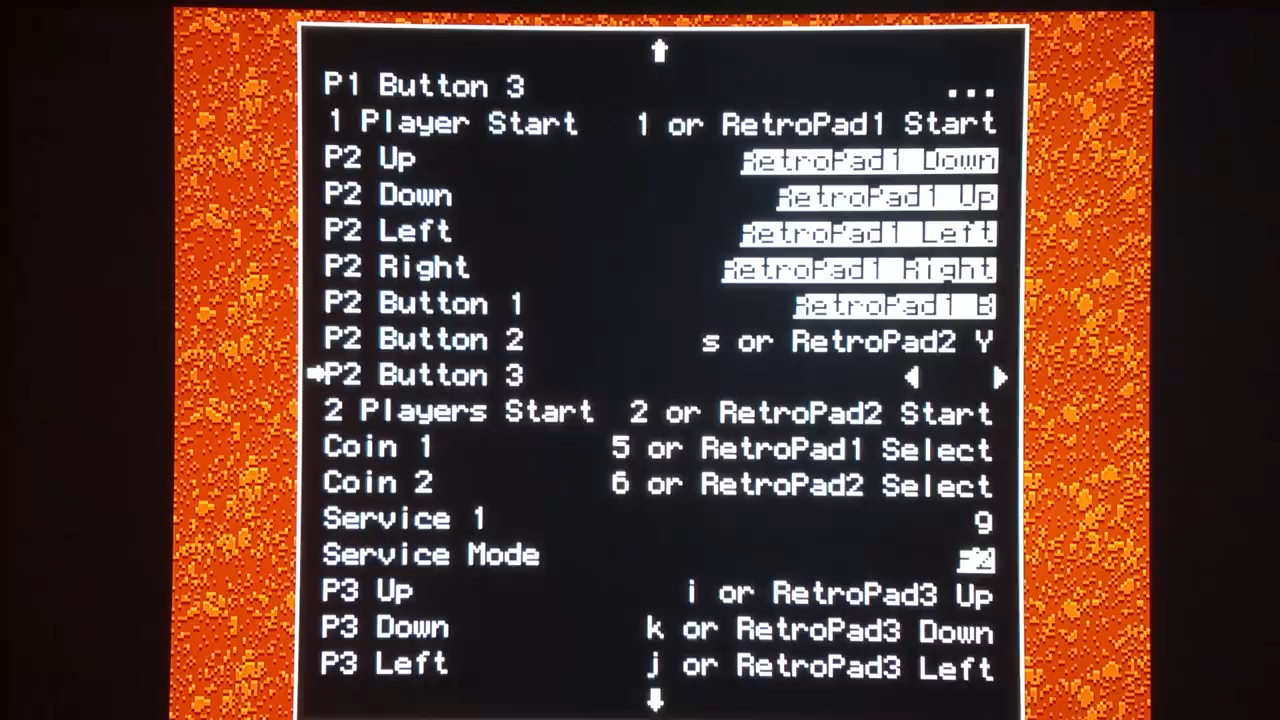 P1 Button 3 ...
1 Player Start 1 or RetroPad1 Start
P2 Up RetroPad1 Down
P2 Down RetroPad1 Up
P2 Left RetroPad1 Left
P2 Right RetroPad1 Right
P2 Button 1 RetroPad1 B
P2 Button 2 s or RetroPad2 Y
P2 Button 3
2 Players Start 2 or RetroPad2 Start
Coin 1 5 or RetroPad1 Select
Coin 2 6 or RetroPad2 Select
Service 1 9
Service Mode F2
P3 Up i or RetroPad3 Up
P3 Down k or RetroPad3 Down
P3 Left j or RetroPad3 Left